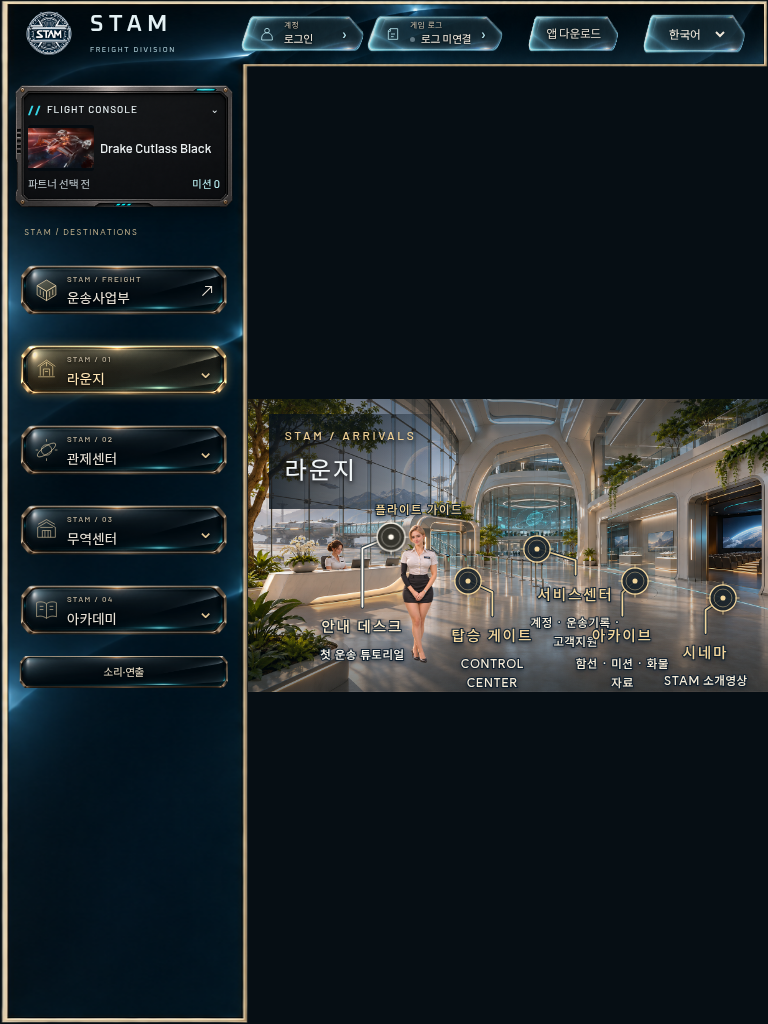 STAM
STAM
FREIGHT DIVISION
계정
로그인
게임 로그
로그 미연결
앱 다운로드
한국어
// FLIGHT CONSOLE
Drake Cutlass Black
파트너 선택 전
미션 0
STAM / DESTINATIONS
STAM / FREIGHT
운송사업부
STAM / 01
라운지
STAM / 02
관제센터
STAM / 03
무역센터
STAM / 04
아카데미
소리·연출
STAM / ARRIVALS
라운지
플라이트 가이드
안내 데스크
첫 운송 튜토리얼
탑승 게이트
CONTROL
CENTER
서비스센터
계정 · 운송기록 ·
고객지원
아카이브
함선 · 미션 · 화물
자료
시네마
STAM 소개영상